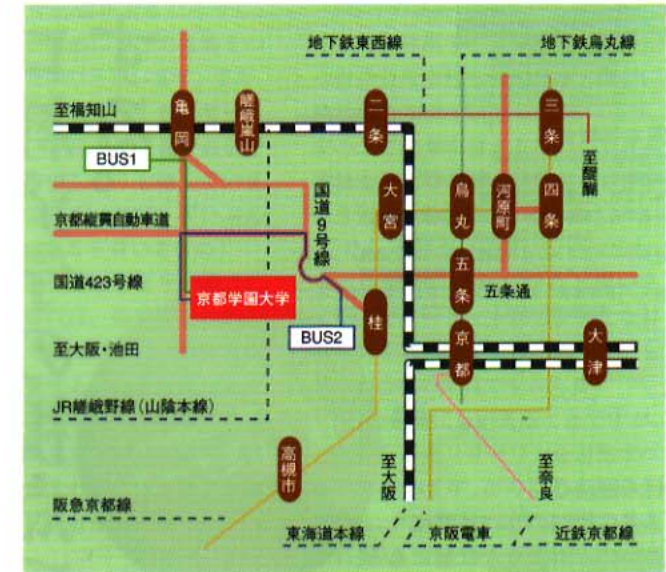 地下鉄東西線
地下鉄烏丸線
至福知山
亀岡
嵯峨嵐山
二条
三条
至醍醐
BUS1
国道9号線
大宮
烏丸
河原町
四条
京都縦貫自動車道
国道423号線
京都学園大学
五条
五条通
BUS2
桂
京都
大津
至大阪・池田
JR嵯峨野線(山陰本線)
高槻市
至大阪
至奈良
阪急京都線
東海道本線
京阪電車
近鉄京都線